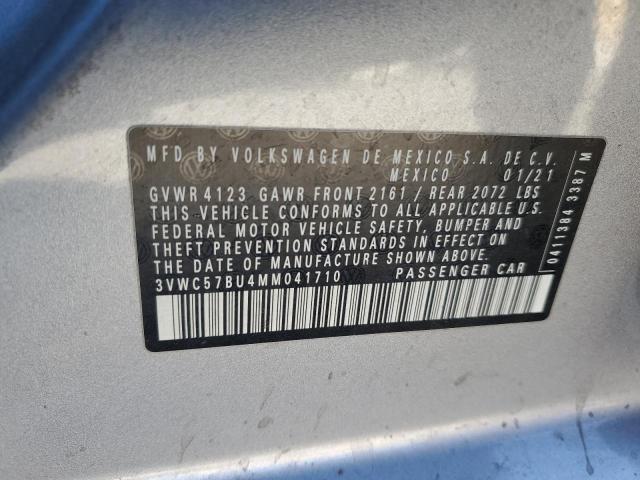 MFD BY VOLKSWAGEN DE MEXICO S.A. DE C.V.
MEXICO 01/21
GVWR 4123 GAWR FRONT 2161 / REAR 2072 LBS
THIS VEHICLE CONFORMS TO ALL APPLICABLE U.S.
FEDERAL MOTOR VEHICLE SAFETY, BUMPER AND
THEFT PREVENTION STANDARDS IN EFFECT ON
THE DATE OF MANUFACTURE SHOWN ABOVE
3VWC57BU4MM041710 PASSENGER CAR
0411384 3387 M